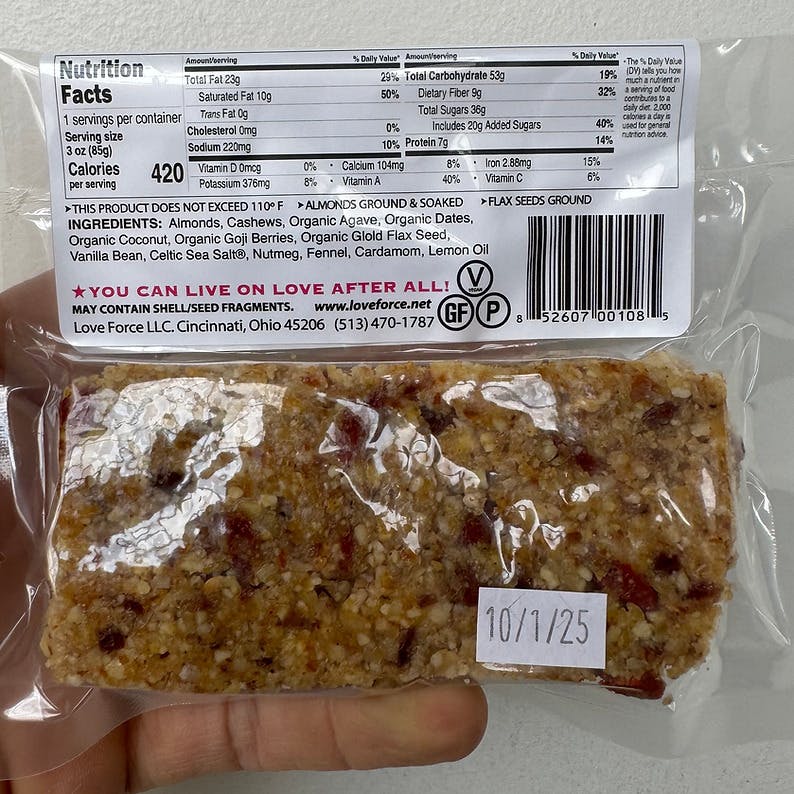 Nutrition Facts
1 servings per container
Serving size
3 oz (85g)
Calories per serving 420
Amount/serving % Daily Value*
Total Fat 23g 29%
Saturated Fat 10g 50%
Trans Fat 0g
Cholesterol 0mg 0%
Sodium 220mg 10%
Amount/serving % Daily Value*
Total Carbohydrate 53g 19%
Dietary Fiber 9g 32%
Total Sugars 36g
Includes 20g Added Sugars 40%
Protein 7g 14%
Vitamin D 0mcg 0% • Calcium 104mg 8% • Iron 2.88mg 15%
Potassium 376mg 8% • Vitamin A 40% • Vitamin C 6%
*The % Daily Value
(DV) tells you how
much a nutrient in
a serving of food
contributes to a
daily diet. 2,000
calories a day is
used for general
nutrition advice.
➤THIS PRODUCT DOES NOT EXCEED 110º F ➤ALMONDS GROUND & SOAKED ➤FLAX SEEDS GROUND
INGREDIENTS: Almonds, Cashews, Organic Agave, Organic Dates,
Organic Coconut, Organic Goji Berries, Organic Glold Flax Seed,
Vanilla Bean, Celtic Sea Salt®, Nutmeg, Fennel, Cardamom, Lemon Oil
★YOU CAN LIVE ON LOVE AFTER ALL!
MAY CONTAIN SHELL/SEED FRAGMENTS. www.loveforce.net
Love Force LLC. Cincinnati, Ohio 45206 (513) 470-1787
V
VEGAN
GF P
8 52607 00108 5
10/1/25